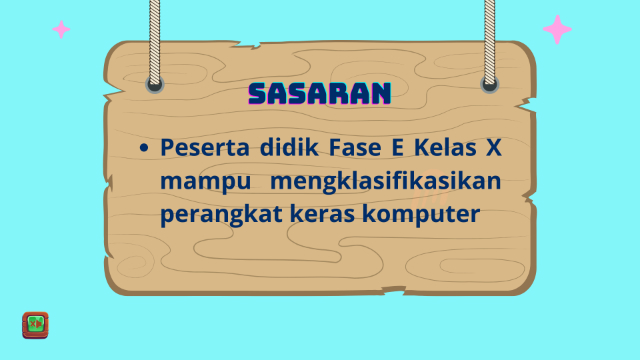 SASARAN
• Peserta didik Fase E Kelas X
mampu mengklasifikasikan
perangkat keras komputer